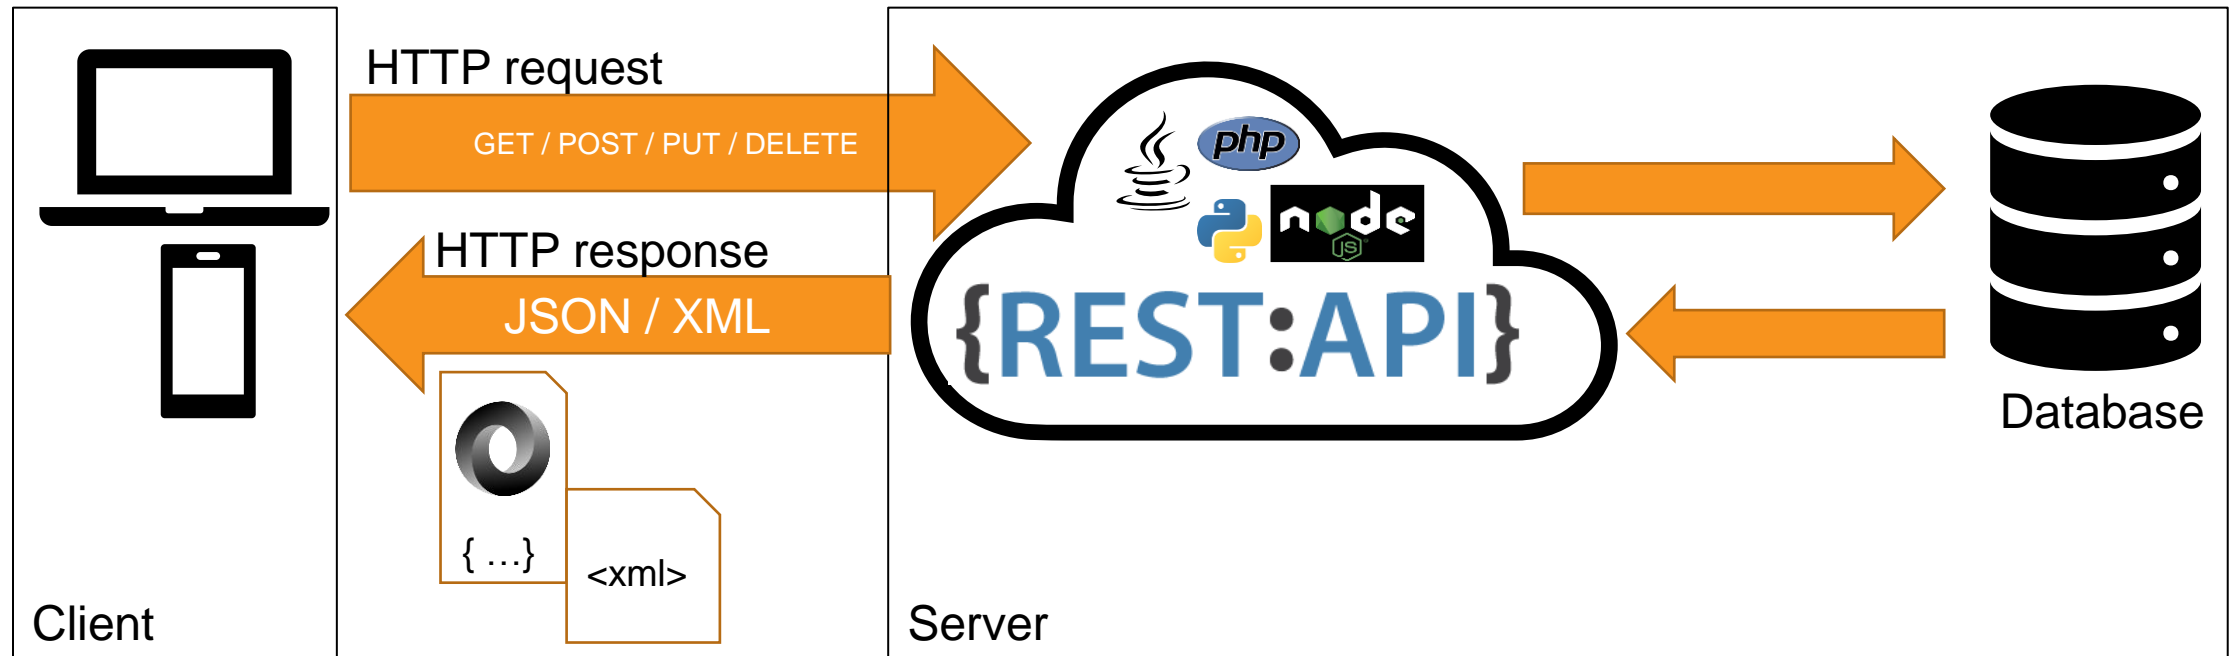 HTTP request
GET / POST / PUT / DELETE
HTTP response
JSON / XML
{ ...}
<xml>
Client
php
node
JS
{REST:API}
Database
Server